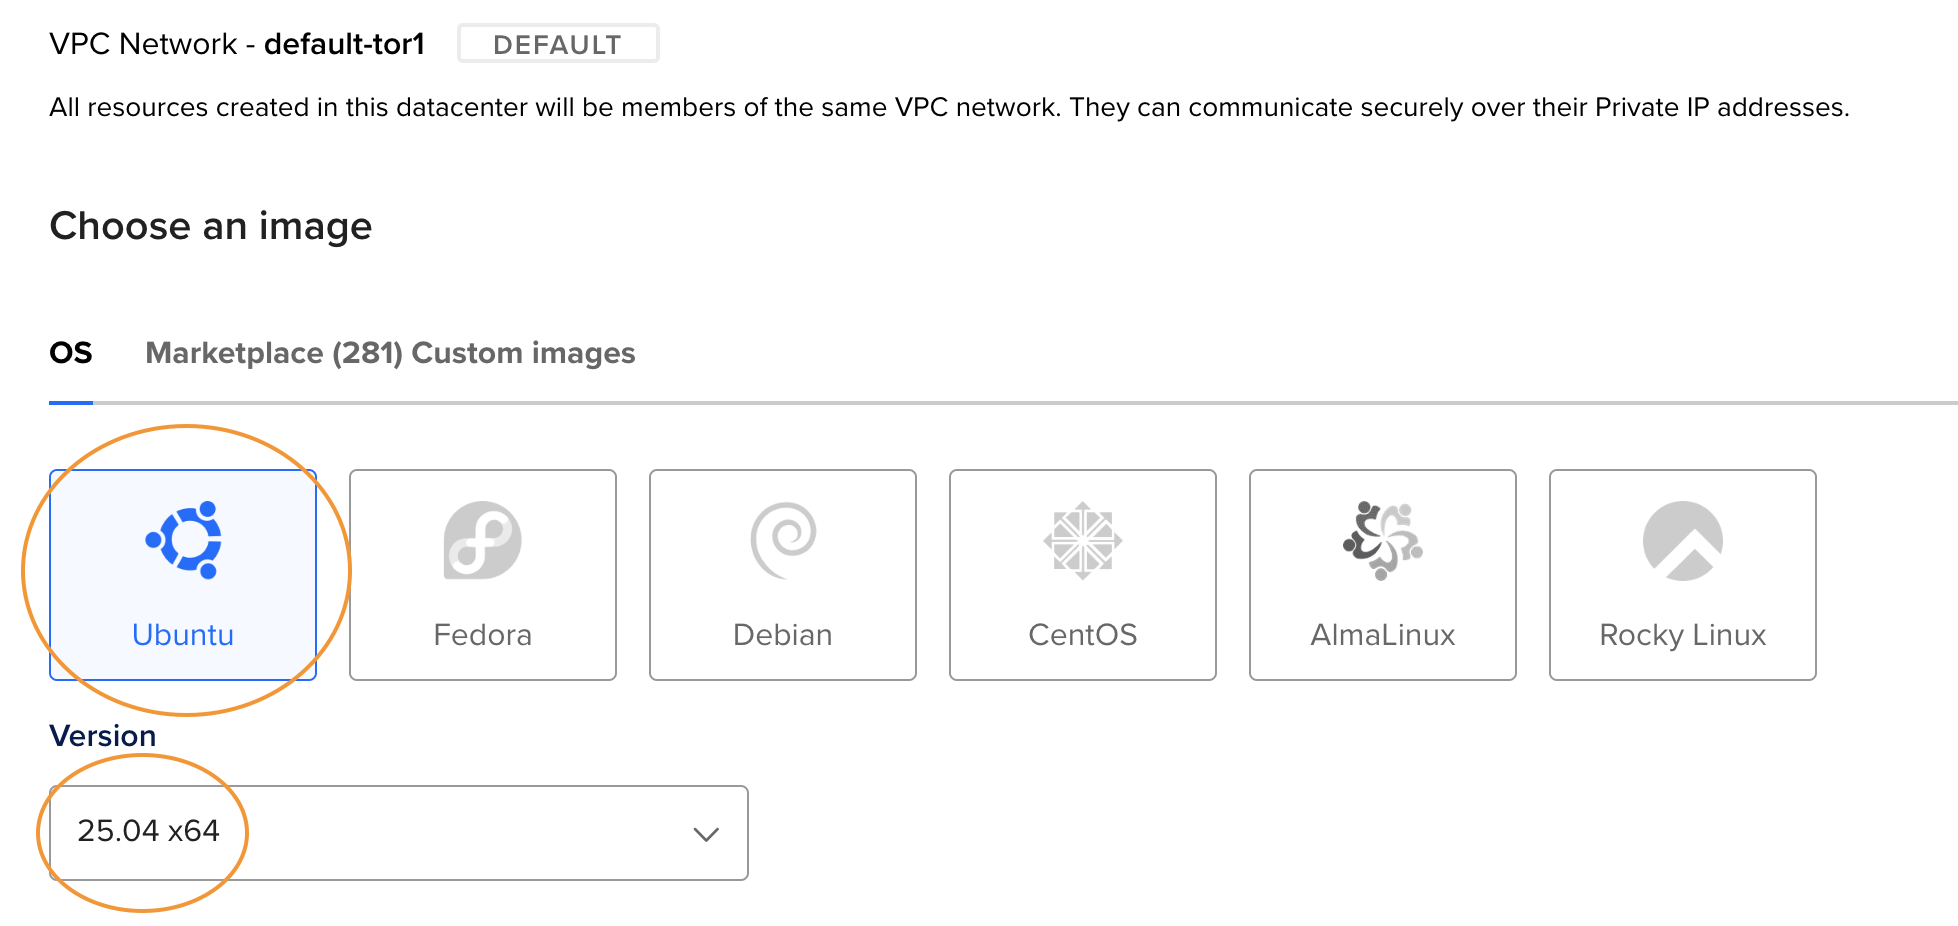 VPC Network - default-tor1 DEFAULT
All resources created in this datacenter will be members of the same VPC network. They can communicate securely over their Private IP addresses.
Choose an image
OS Marketplace (281) Custom images
Ubuntu Fedora Debian CentOS AlmaLinux Rocky Linux
Version
25.04 x64